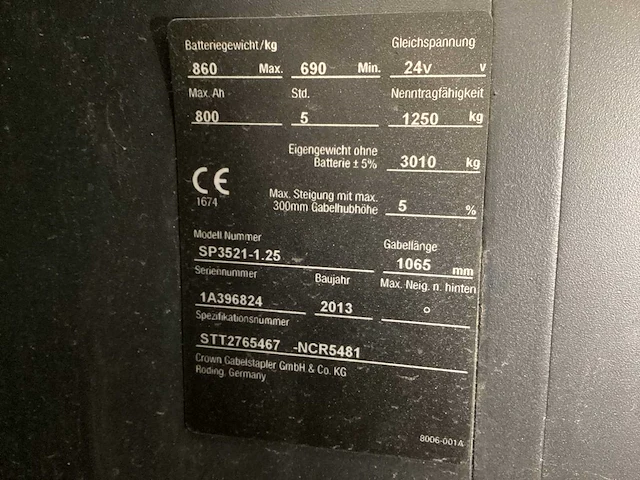 Batteriegewicht/kg Gleichspannung
860 Max. 690 Min. 24v v
Max. Ah Std. Nenntragfähigkeit
800 5 1250 kg
Eigengewicht ohne
Batterie ± 5% 3010 kg
CE
1674
Max. Steigung mit max.
300mm Gabelhubhöhe 5 %
Modell Nummer Gabellänge
SP3521-1.25 1065 mm
Seriennummer Baujahr Max. Neig. n. hinten
1A396824 2013 °
Spezifikationsnummer
STT2765467 -NCR5481
Crown Gabelstapler GmbH & Co. KG
Roding, Germany
8006-001A